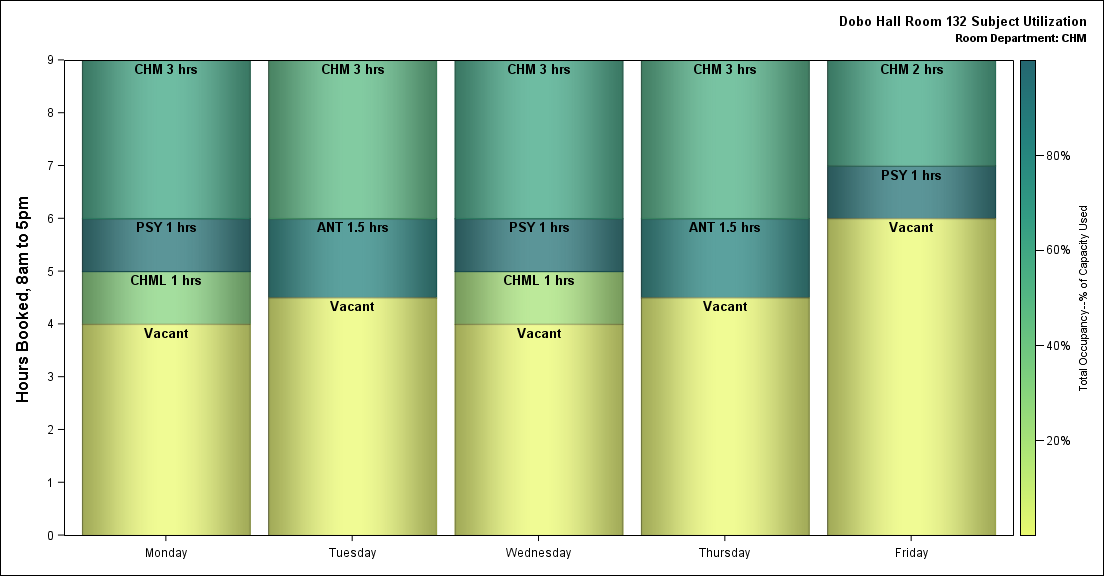 Dobo Hall Room 132 Subject Utilization
Room Department: CHM
Hours Booked, 8am to 5pm
9
8
7
6
5
4
3
2
1
0
CHM 3 hrs
PSY 1 hrs
CHML 1 hrs
Vacant
CHM 3 hrs
ANT 1.5 hrs
Vacant
CHM 3 hrs
PSY 1 hrs
CHML 1 hrs
Vacant
CHM 3 hrs
ANT 1.5 hrs
Vacant
CHM 2 hrs
PSY 1 hrs
Vacant
Monday
Tuesday
Wednesday
Thursday
Friday
80%
60%
40%
20%
Total Occupancy--% of Capacity Used